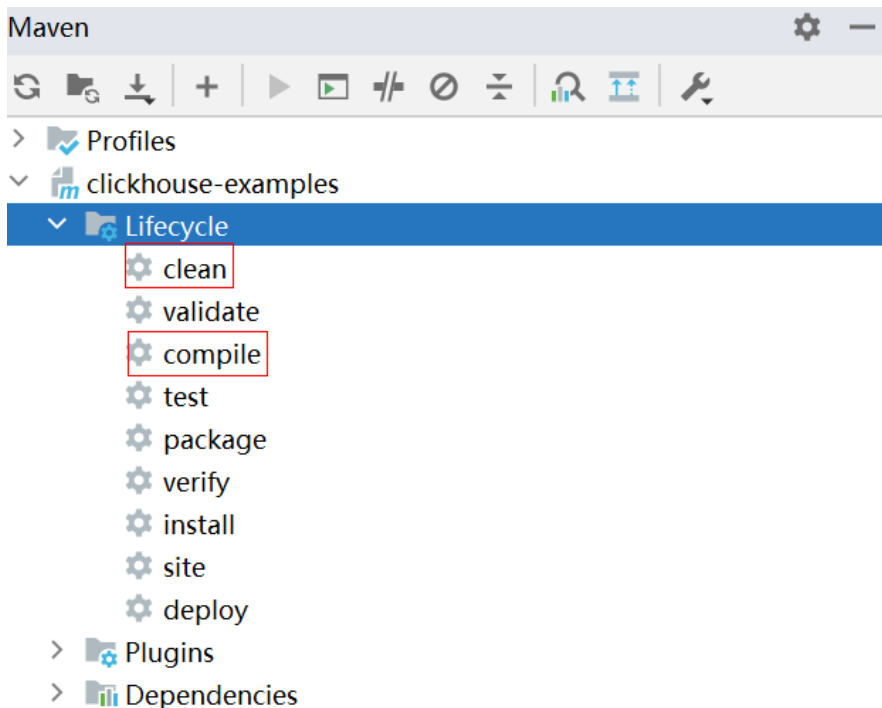 Maven
Profiles
clickhouse-examples
Lifecycle
clean
validate
compile
test
package
verify
install
site
deploy
Plugins
Dependencies